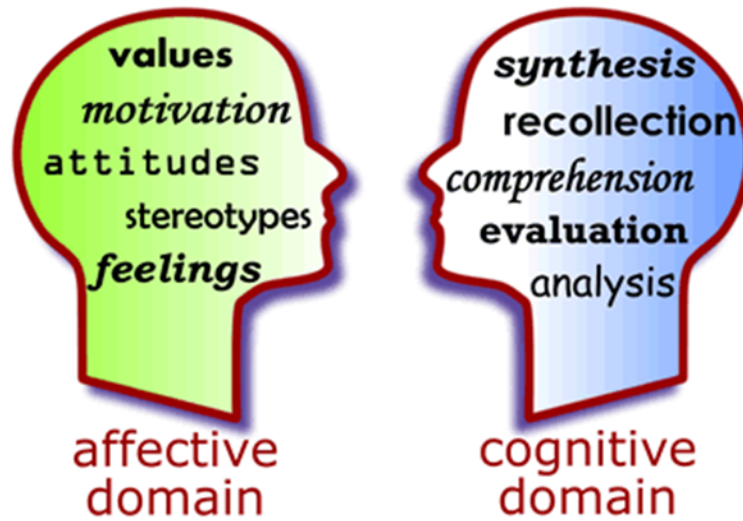 values
motivation
attitudes
stereotypes
feelings
affective
domain
synthesis
recollection
comprehension
evaluation
analysis
cognitive
domain